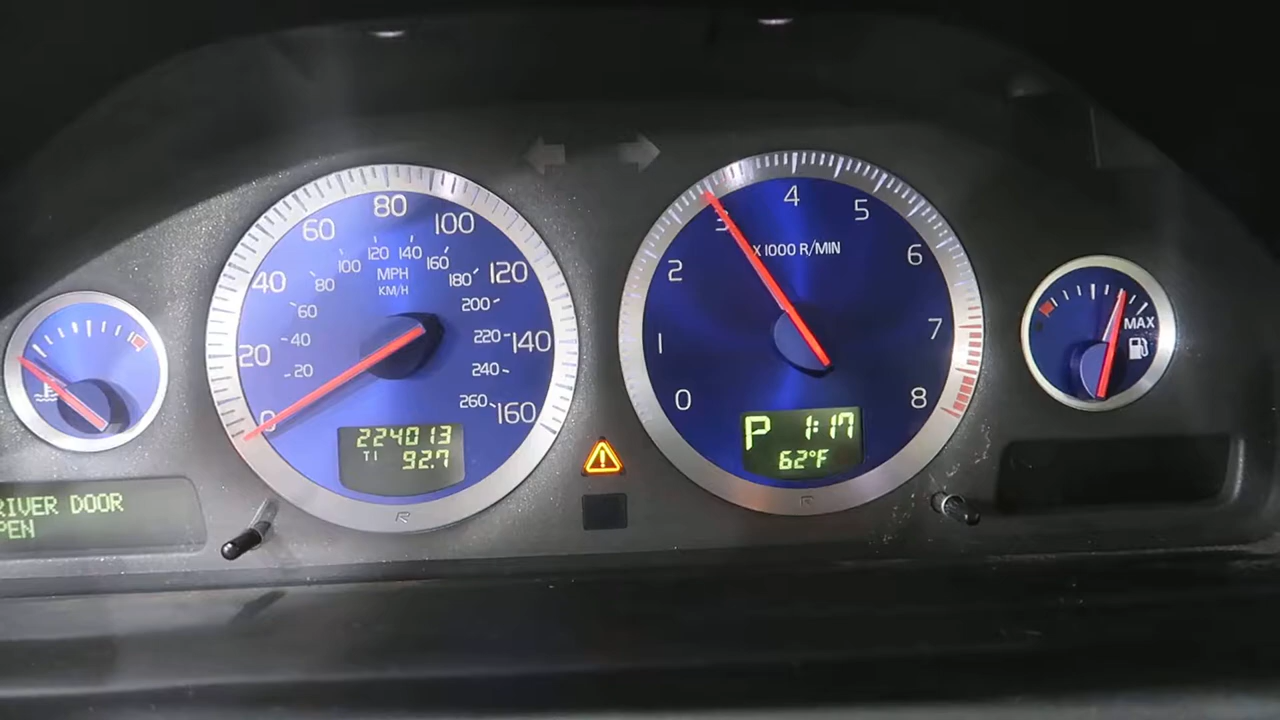 20
40
60
80
100
120
140
160
20
40
60
80
100
120
140
160
180
200
220
240
260
MPH
KM/H
0
224013
T1 92.7
RIVER DOOR
PEN
0
1
2
3
4
5
6
7
8
X 1000 R/MIN
P 1:17
62°F
R
R
MAX